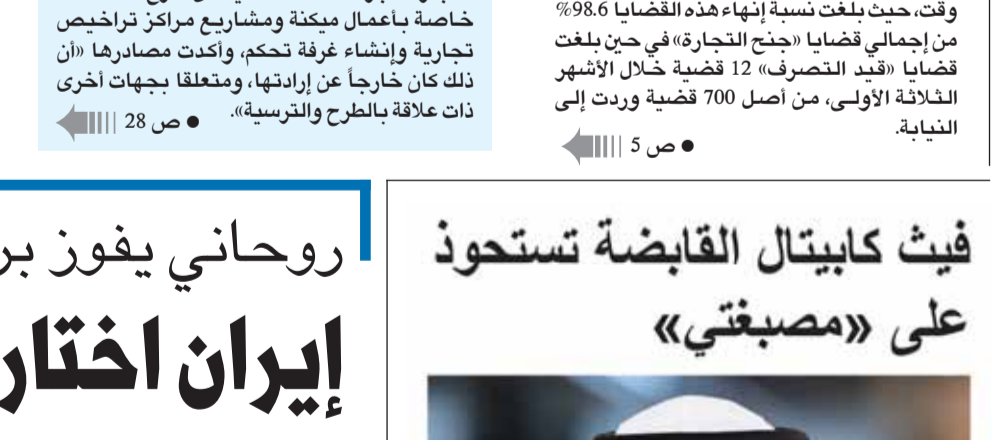 وقت، حيث بلغت نسبة إنهاء هذه القضايا 98.6%
من إجمالي قضايا «جنح التجارة» في حين بلغت
قضايا «قيد التصرف» 12 قضية خلال الأشهر
الثلاثة الأولى، من أصل 700 قضية وردت إلى
النيابة.
● ص 5
خاصة بأعمال ميكنة ومشاريع مراكز تراخيص
تجارية وإنشاء غرفة تحكم، وأكدت مصادرها «أن
ذلك كان خارجاً عن إرادتها، ومتعلقا بجهات أخرى
ذات علاقة بالطرح والترسية».
● ص 28
فيث كابيتال القابضة تستحوذ
على «مصبغتي»
روحاني يفوز بر
إيران اختار